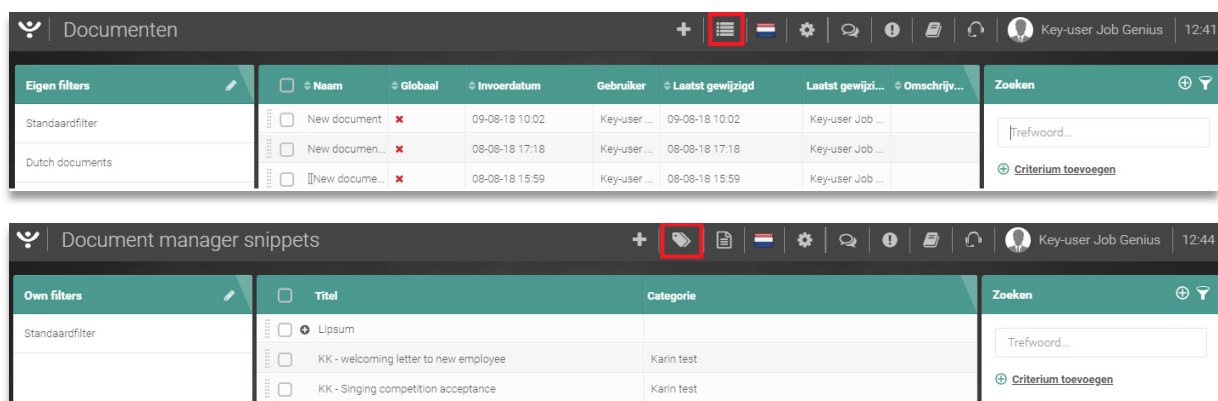 Documenten
Key-user Job Genius 12:41
Eigen filters
Naam Globaal Invoerdatum Gebruiker Laatst gewijzigd Laatst gewijzi... Omschrijv...
Zoeken
Standaardfilter
New document 09-08-18 10:02 Key-user ... 09-08-18 10:02 Key-user Job ...
Trefwoord...
New documen... 08-08-18 17:18 Key-user ... 08-08-18 17:18 Key-user Job ...
Dutch documents
Criterium toevoegen
[[New docume... 08-08-18 15:59 Key-user ... 08-08-18 15:59 Key-user Job ...
Document manager snippets
Key-user Job Genius 12:44
Own filters
Titel Categorie
Zoeken
Standaardfilter
Lipsum
Trefwoord...
KK - welcoming letter to new employee Karin test
Criterium toevoegen
KK - Singing competition acceptance Karin test